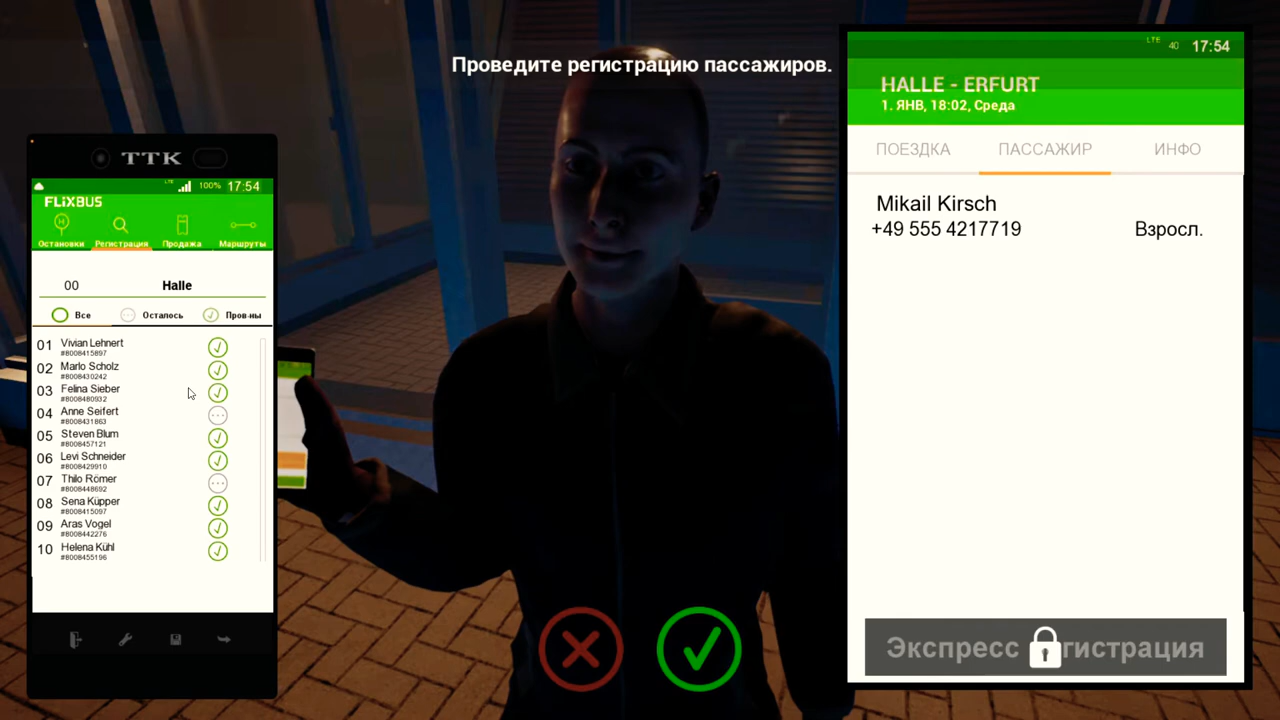 Проведите регистрацию пассажиров.
TTK
LTE 100% 17:54
FLiXBUS
Остановки Регистрация Продажа Маршруты
00 Halle
Все Осталось Пров-ны
01 Vivian Lehnert
#8008415897
02 Marlo Scholz
#8008430242
03 Felina Sieber
#8008480932
04 Anne Seifert
#8008431863
05 Steven Blum
#8008457121
06 Levi Schneider
#8008429910
07 Thilo Römer
#8008448692
08 Sena Küpper
#8008415097
09 Aras Vogel
#8008442276
10 Helena Kühl
#8008455196
LTE 40 17:54
HALLE - ERFURT
1. ЯНВ, 18:02, Среда
ПОЕЗДКА ПАССАЖИР ИНФО
Mikail Kirsch
+49 555 4217719 Взросл.
Экспресс гистрация